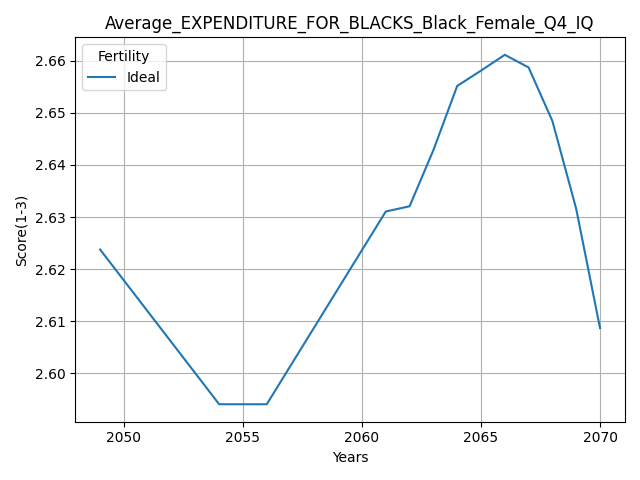 Average_EXPENDITURE_FOR_BLACKS_Black_Female_Q4_IQ
Fertility
Ideal
Score(1-3)
2.66
2.65
2.64
2.63
2.62
2.61
2.60
2050 2055 2060 2065 2070
Years